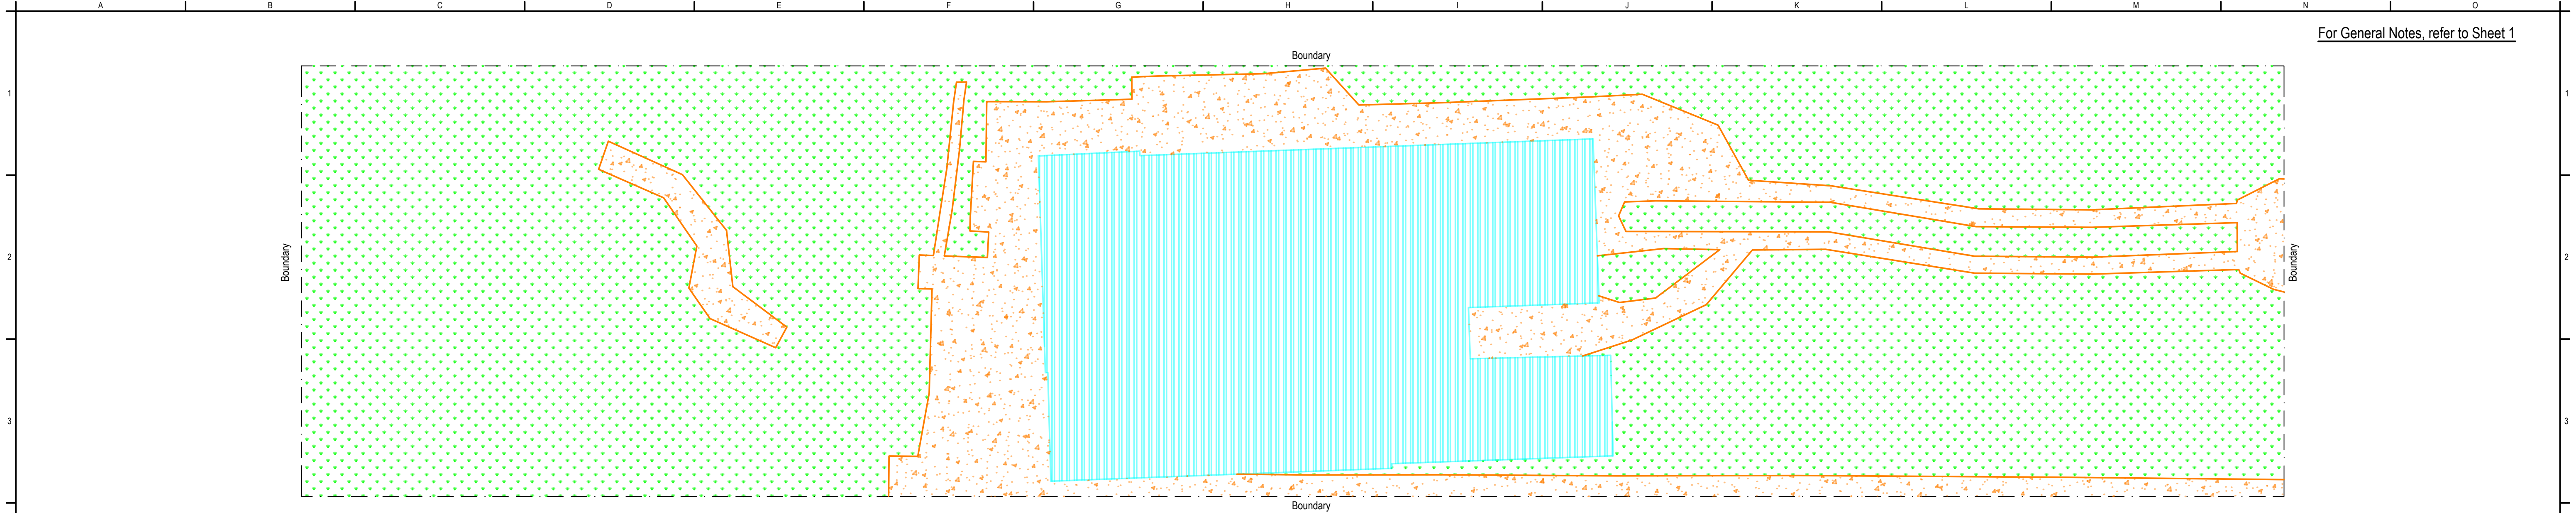 A B C D E F G H I J K L M N O
For General Notes, refer to Sheet 1
Boundary
1 1
Boundary
2 2
Boundary
3 3
Boundary